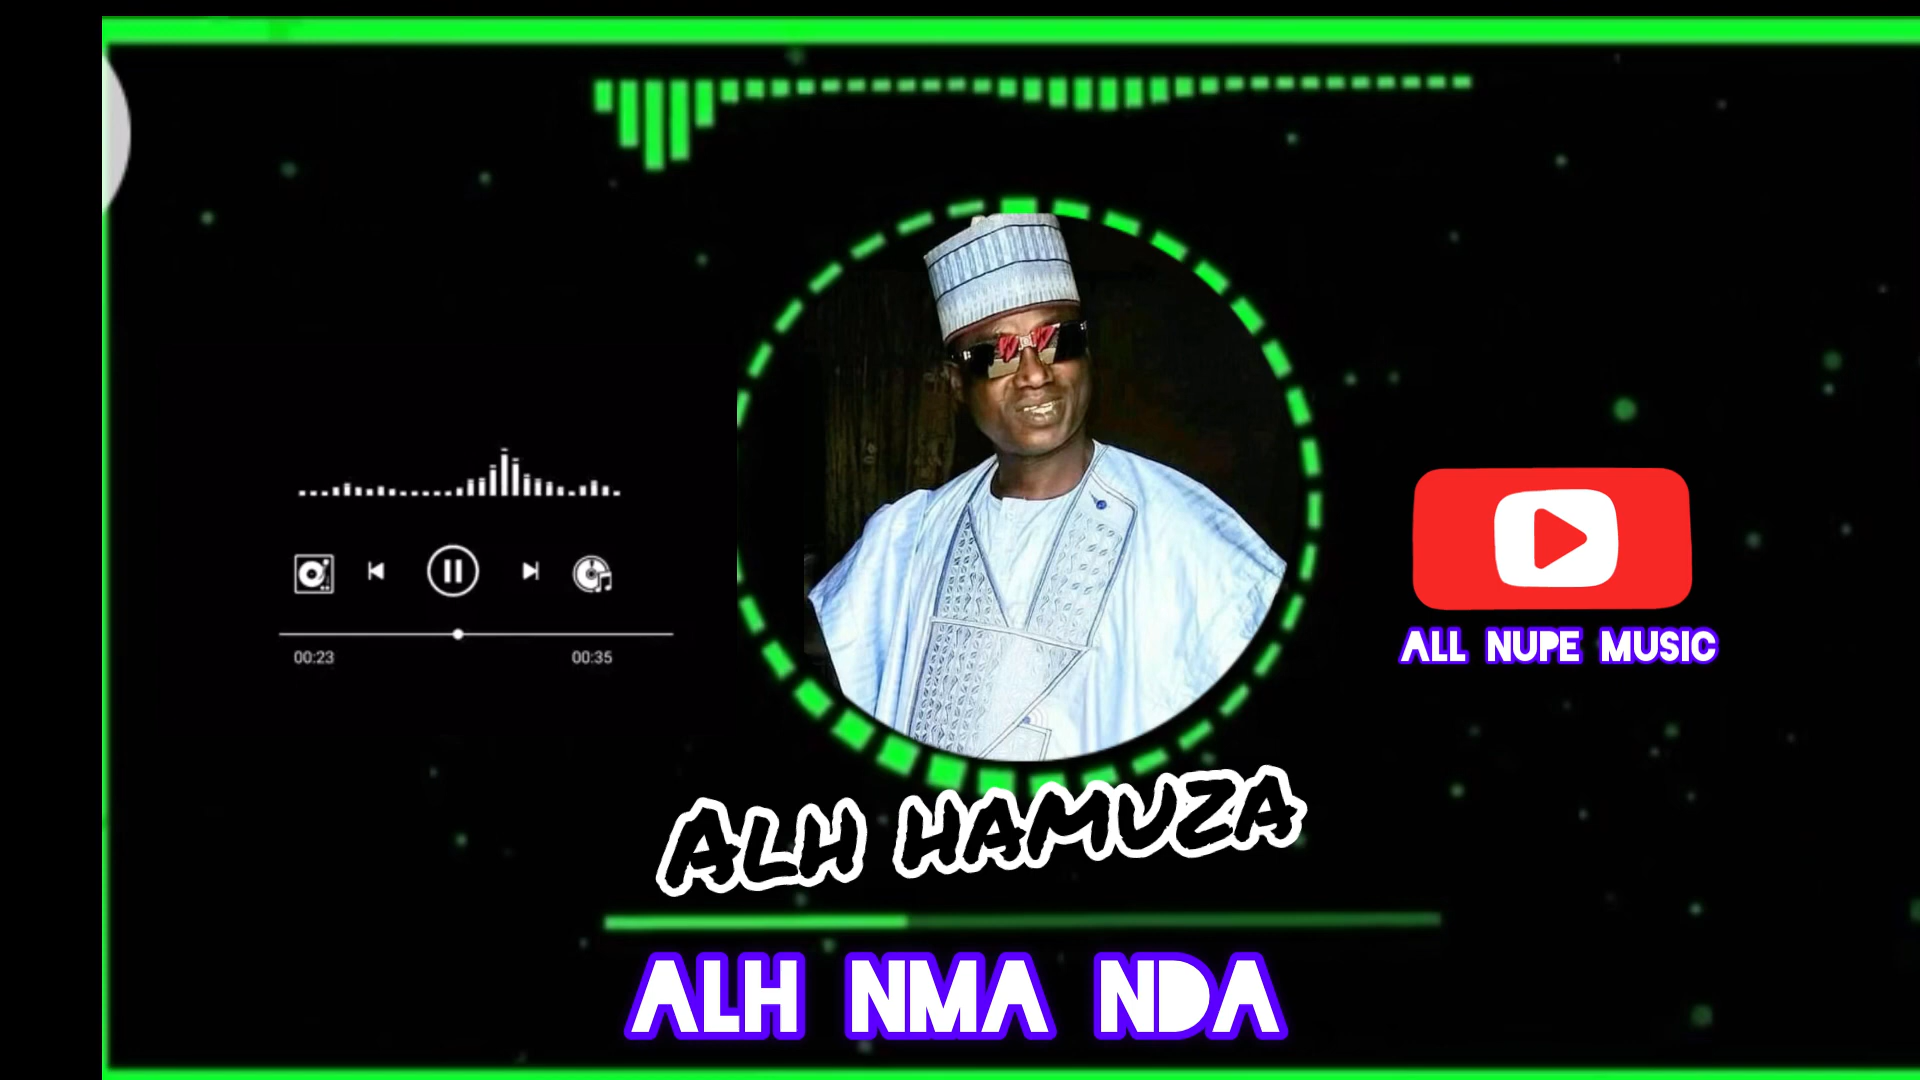 00:23
00:35
ALL NUPE MUSIC
ALH HAMUZA
ALH NMA NDA